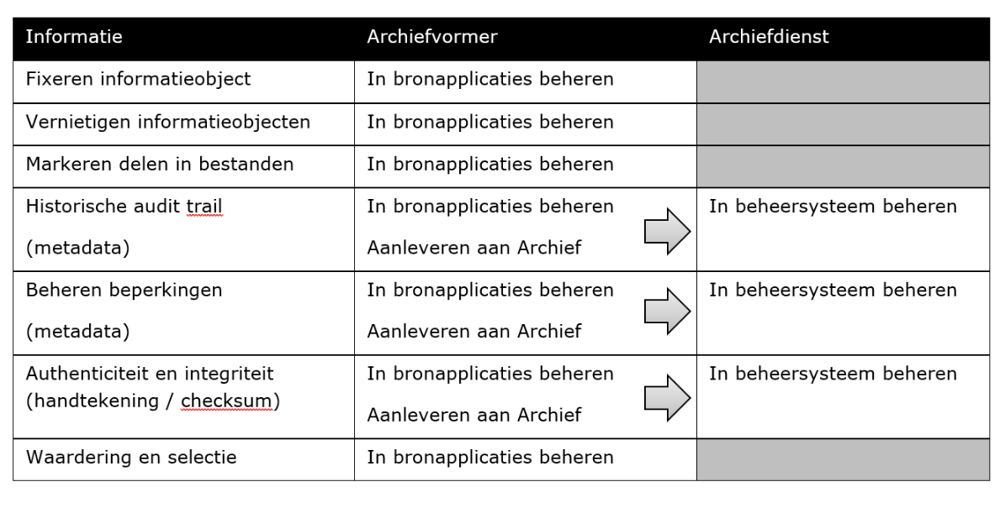 Informatie Archiefvormer Archiefdienst
Fixeren informatieobject In bronapplicaties beheren
Vernietigen informatieobjecten In bronapplicaties beheren
Markeren delen in bestanden In bronapplicaties beheren
Historische audit trail In bronapplicaties beheren In beheersysteem beheren
(metadata) Aanleveren aan Archief
Beheren beperkingen In bronapplicaties beheren In beheersysteem beheren
(metadata) Aanleveren aan Archief
Authenticiteit en integriteit In bronapplicaties beheren In beheersysteem beheren
(handtekening / checksum)
Aanleveren aan Archief
Waardering en selectie In bronapplicaties beheren